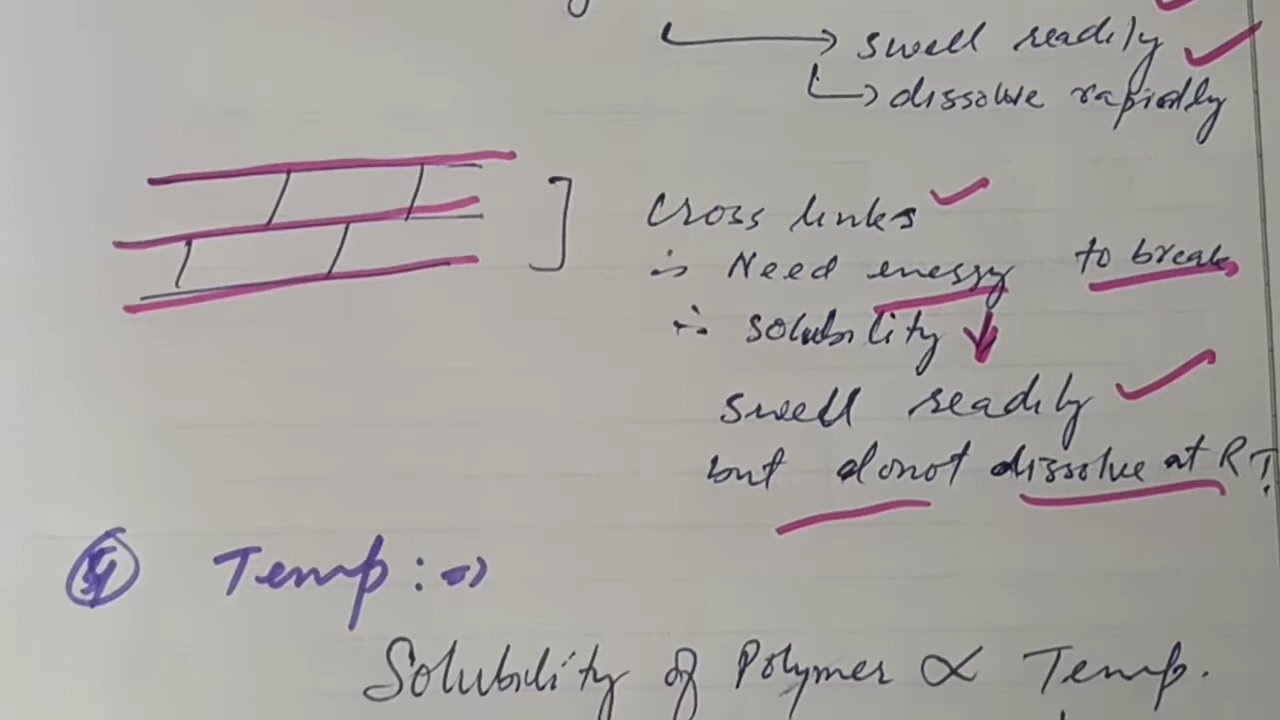 → swell readily ✓
→ dissolve rapidly
Cross links ✓
∴ Need energy to break
∴ solubility ↓
swell readily ✓
but donot dissolve at RT.
Temp :⇒
Solubility of Polymer ∝ Temp.